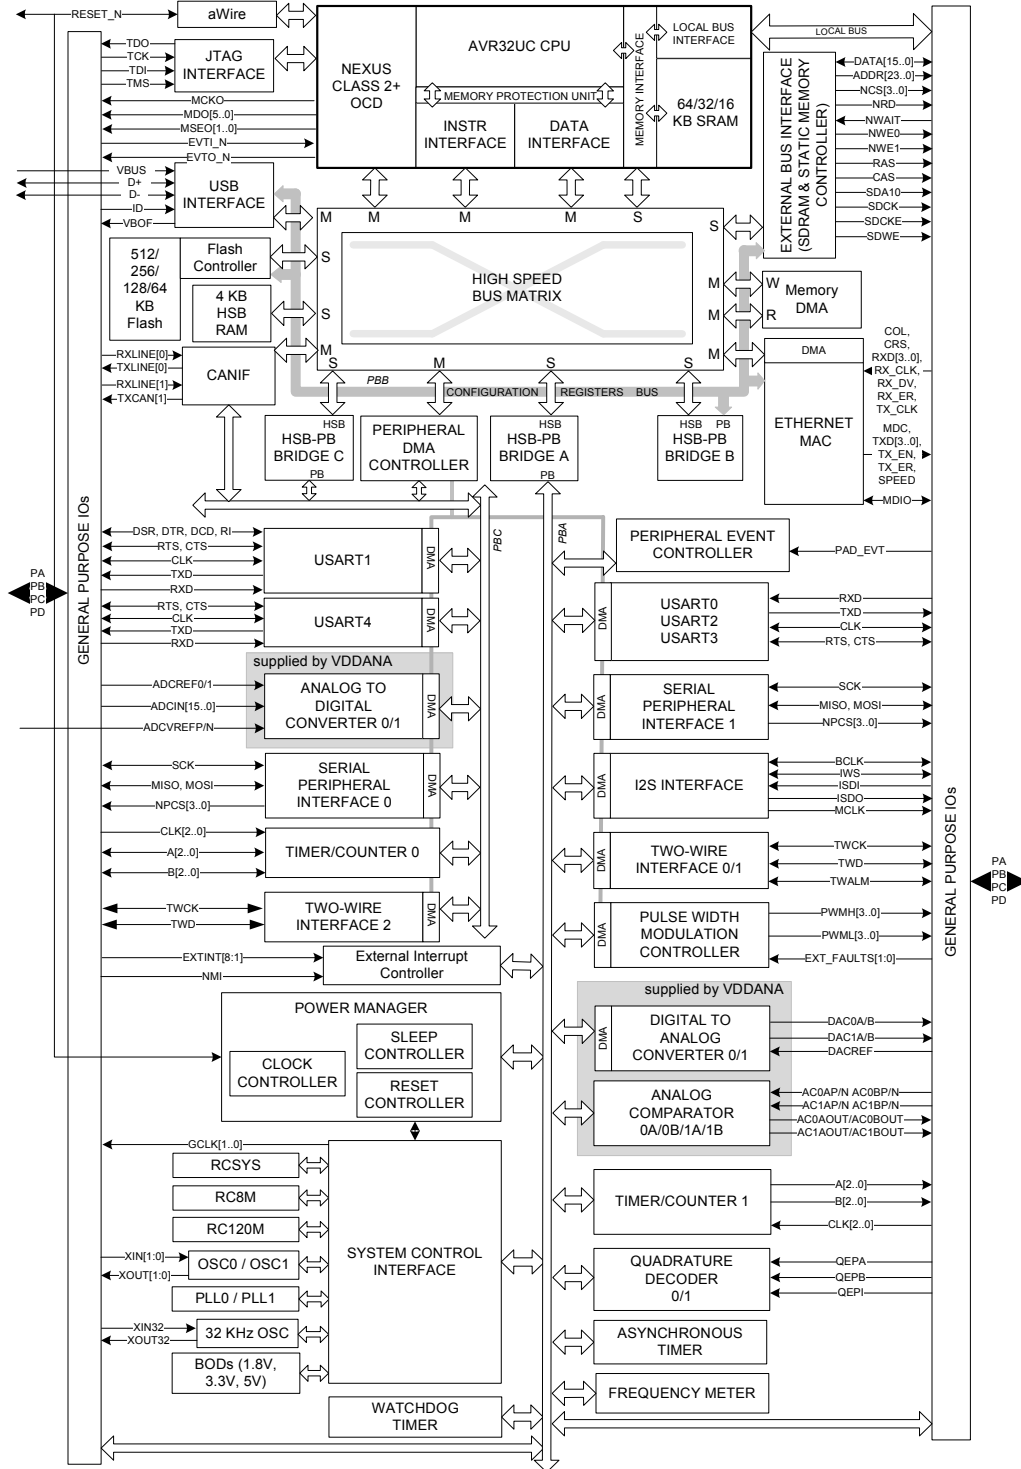 RESET_N
aWire
TDO
TCK
TDI
TMS
JTAG
INTERFACE
MCKO
MDO[5..0]
MSEO[1..0]
EVTI_N
EVTO_N
NEXUS
CLASS 2+
OCD
AVR32UC CPU
MEMORY PROTECTION UNIT
INSTR
INTERFACE
DATA
INTERFACE
MEMORY INTERFACE
LOCAL BUS
INTERFACE
64/32/16
KB SRAM
LOCAL BUS
EXTERNAL BUS INTERFACE
(SDRAM & STATIC MEMORY
CONTROLLER)
DATA[15..0]
ADDR[23..0]
NCS[3..0]
NRD
NWAIT
NWE0
NWE1
RAS
CAS
SDA10
SDCK
SDCKE
SDWE
VBUS
D+
D-
ID
VBOF
USB
INTERFACE
M
M
M
S
S
512/
256/
128/64
KB
Flash
Flash
Controller
S
4 KB
HSB
RAM
S
HIGH SPEED
BUS MATRIX
M
W
Memory
DMA
M
R
RXLINE[0]
TXLINE[0]
RXLINE[1]
TXCAN[1]
CANIF
M
S
M
S
S
M
DMA
ETHERNET
MAC
COL,
CRS,
RXD[3..0],
RX_CLK,
RX_DV,
RX_ER,
TX_CLK
MDC,
TXD[3..0],
TX_EN,
TX_ER,
SPEED
MDIO
PBB
CONFIGURATION REGISTERS BUS
HSB
HSB-PB
BRIDGE C
PB
PERIPHERAL
DMA
CONTROLLER
HSB
HSB-PB
BRIDGE A
PB
HSB PB
HSB-PB
BRIDGE B
GENERAL PURPOSE IOs
PA
PB
PC
PD
PBC
PBA
DSR, DTR, DCD, RI
RTS, CTS
CLK
TXD
RXD
USART1
DMA
RTS, CTS
CLK
TXD
RXD
USART4
DMA
supplied by VDDANA
ADCREF0/1
ADCIN[15..0]
ADCVREFP/N
ANALOG TO
DIGITAL
CONVERTER 0/1
DMA
SCK
MISO, MOSI
NPCS[3..0]
SERIAL
PERIPHERAL
INTERFACE 0
DMA
CLK[2..0]
A[2..0]
B[2..0]
TIMER/COUNTER 0
TWCK
TWD
TWO-WIRE
INTERFACE 2
DMA
EXTINT[8:1]
NMI
External Interrupt
Controller
POWER MANAGER
CLOCK
CONTROLLER
SLEEP
CONTROLLER
RESET
CONTROLLER
GCLK[1..0]
RCSYS
RC8M
RC120M
XIN[1:0]
XOUT[1:0]
OSC0 / OSC1
PLL0 / PLL1
XIN32
XOUT32
32 KHz OSC
BODs (1.8V,
3.3V, 5V)
SYSTEM CONTROL
INTERFACE
WATCHDOG
TIMER
PERIPHERAL EVENT
CONTROLLER
PAD_EVT
DMA
USART0
USART2
USART3
RXD
TXD
CLK
RTS, CTS
DMA
SERIAL
PERIPHERAL
INTERFACE 1
SCK
MISO, MOSI
NPCS[3..0]
DMA
I2S INTERFACE
BCLK
IWS
ISDI
ISDO
MCLK
DMA
TWO-WIRE
INTERFACE 0/1
TWCK
TWD
TWALM
DMA
PULSE WIDTH
MODULATION
CONTROLLER
PWMH[3..0]
PWML[3..0]
EXT_FAULTS[1:0]
supplied by VDDANA
DMA
DIGITAL TO
ANALOG
CONVERTER 0/1
DAC0A/B
DAC1A/B
DACREF
ANALOG
COMPARATOR
0A/0B/1A/1B
AC0AP/N AC0BP/N
AC1AP/N AC1BP/N
AC0AOUT/AC0BOUT
AC1AOUT/AC1BOUT
TIMER/COUNTER 1
A[2..0]
B[2..0]
CLK[2..0]
QUADRATURE
DECODER
0/1
QEPA
QEPB
QEPI
ASYNCHRONOUS
TIMER
FREQUENCY METER
GENERAL PURPOSE IOs
PA
PB
PC
PD